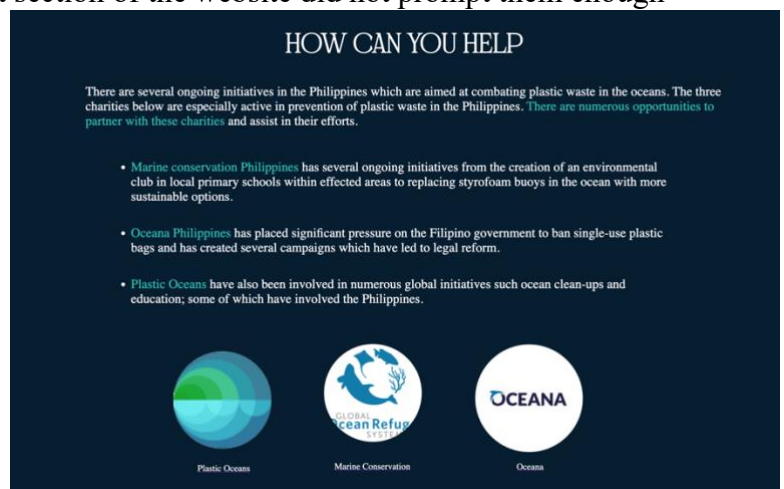 section of the website did not prompt them enough
HOW CAN YOU HELP
There are several ongoing initiatives in the Philippines which are aimed at combating plastic waste in the oceans. The three
charities below are especially active in prevention of plastic waste in the Philippines. There are numerous opportunities to
partner with these charities and assist in their efforts.
• Marine conservation Philippines has several ongoing initiatives from the creation of an environmental
club in local primary schools within effected areas to replacing styrofoam buoys in the ocean with more
sustainable options.
• Oceana Philippines has placed significant pressure on the Filipino government to ban single-use plastic
bags and has created several campaigns which have led to legal reform.
• Plastic Oceans have also been involved in numerous global initiatives such ocean clean-ups and
education; some of which have involved the Philippines.
GLOBAL
Ocean Refug
SYSTEM
OCEANA
Plastic Oceans
Marine Conservation
Oceana